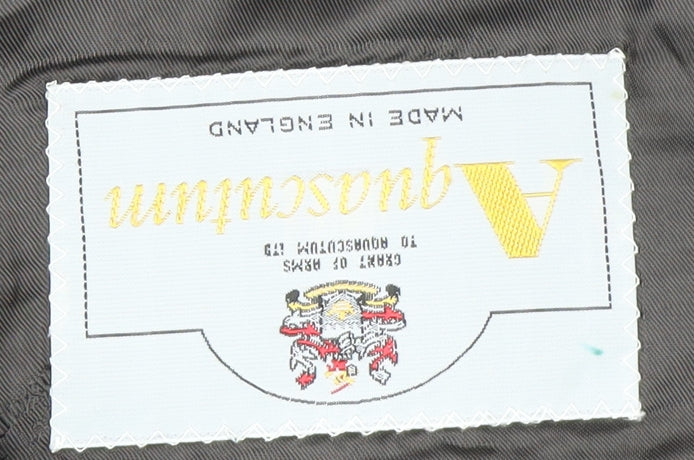 GRANT OF ARMS
TO AQUASCUTUM LTD
Aquascutum
MADE IN ENGLAND